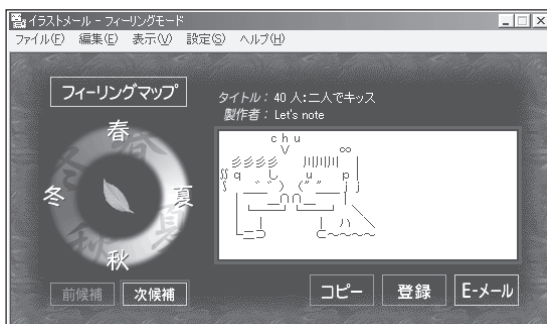 イラストメール - フィーリングモード
ファイル(F) 編集(E) 表示(V) 設定(S) ヘルプ(H)
フィーリングマップ
タイトル： 40 人:二人でキッス
製作者： Let's note
chu
春
冬
夏
秋
前候補
次候補
コピー
登録
E-メール